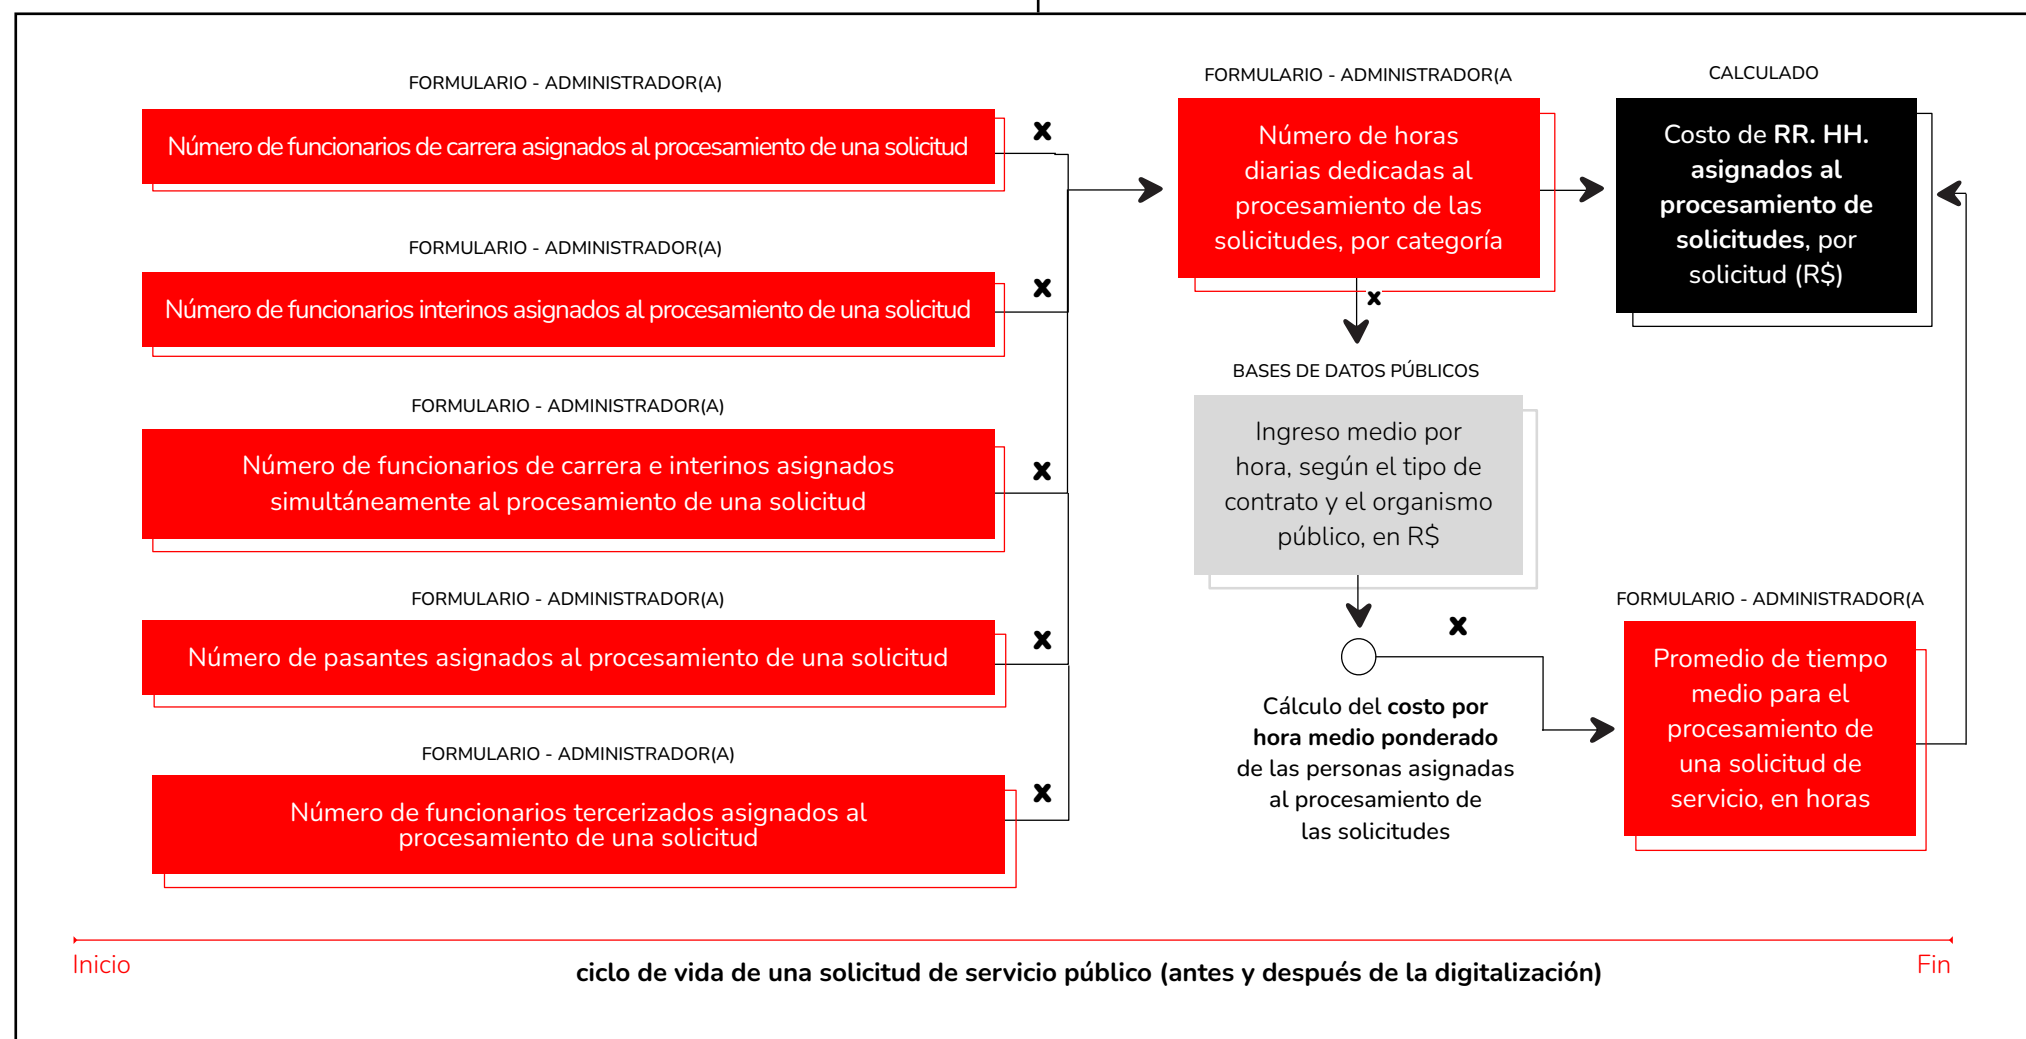 FORMULARIO - ADMINISTRADOR(A)
Número de funcionarios de carrera asignados al procesamiento de una solicitud
x
FORMULARIO - ADMINISTRADOR(A)
Número de funcionarios interinos asignados al procesamiento de una solicitud
x
FORMULARIO - ADMINISTRADOR(A)
Número de funcionarios de carrera e interinos asignados
simultáneamente al procesamiento de una solicitud
x
FORMULARIO - ADMINISTRADOR(A)
Número de pasantes asignados al procesamiento de una solicitud
x
FORMULARIO - ADMINISTRADOR(A)
Número de funcionarios tercerizados asignados al
procesamiento de una solicitud
x
FORMULARIO - ADMINISTRADOR(A
Número de horas
diarias dedicadas al
procesamiento de las
solicitudes, por categoría
x
BASES DE DATOS PÚBLICOS
Ingreso medio por
hora, según el tipo de
contrato y el organismo
público, en R$
x
Cálculo del costo por
hora medio ponderado
de las personas asignadas
al procesamiento de
las solicitudes
CALCULADO
Costo de RR. HH.
asignados al
procesamiento de
solicitudes, por
solicitud (R$)
FORMULARIO - ADMINISTRADOR(A
Promedio de tiempo
medio para el
procesamiento de
una solicitud de
servicio, en horas
Inicio
ciclo de vida de una solicitud de servicio público (antes y después de la digitalización)
Fin